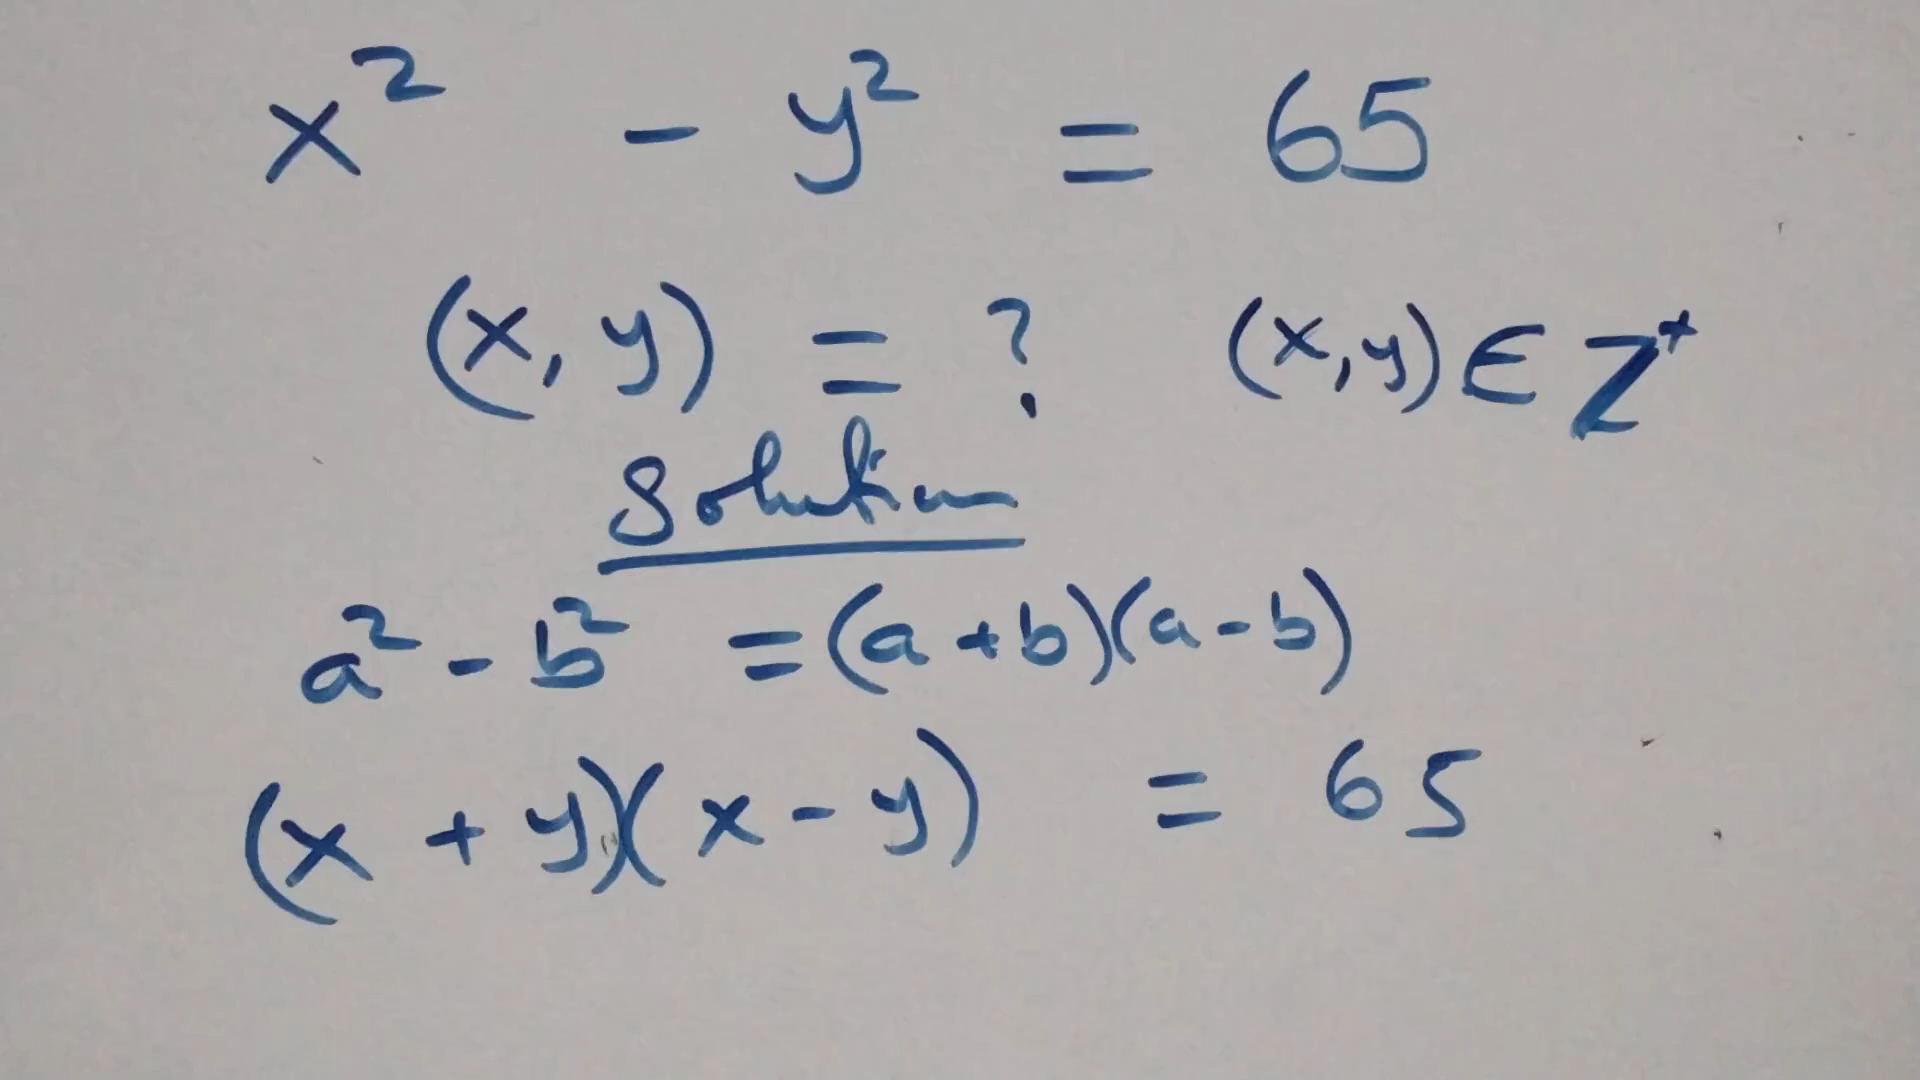 x² - y² = 65
(x, y) = ? (x,y) ∈ Z⁺
Solution
a² - b² = (a + b)(a - b)
(x + y)(x - y) = 65